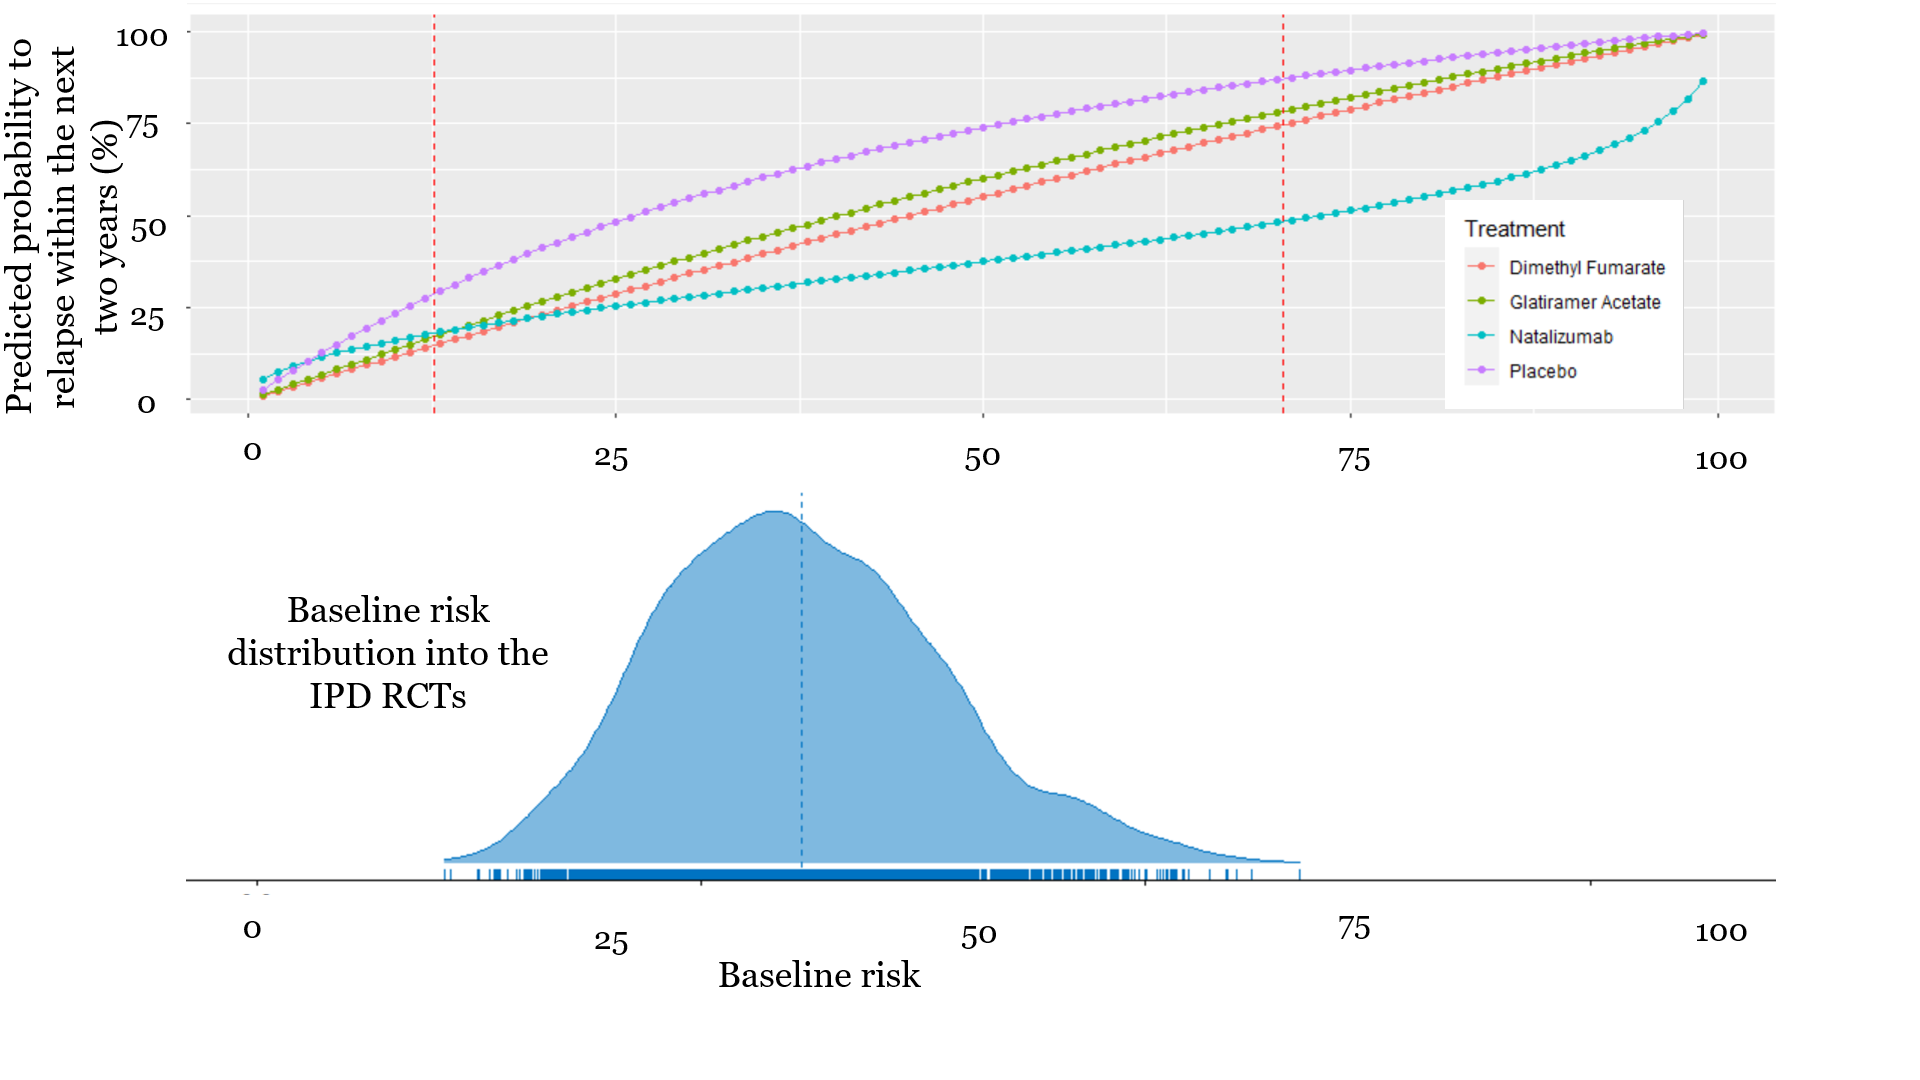 Predicted probability to
relapse within the next
two years (%)
100
75
50
25
0
Treatment
Dimethyl Fumarate
Glatiramer Acetate
Natalizumab
Placebo
0
25
50
75
100
Baseline risk
distribution into the
IPD RCTs
0
25
50
75
100
Baseline risk